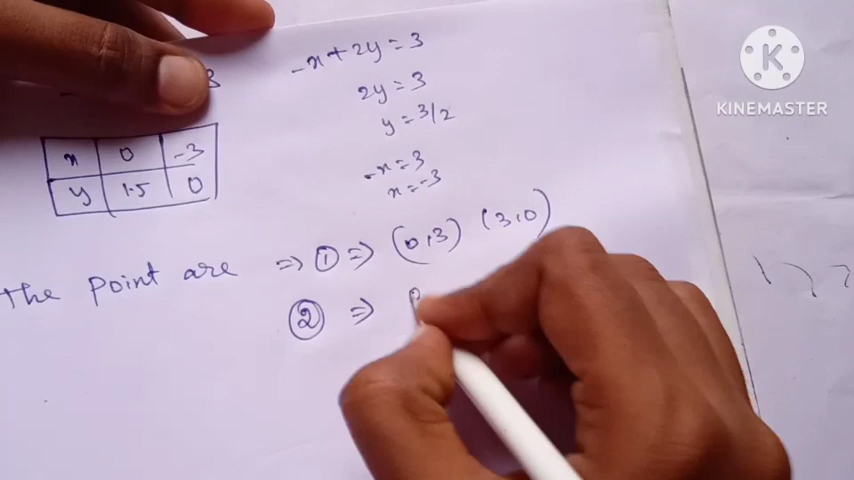 -x + 2y = 3
2y = 3
y = 3/2
-x = 3
x = -3
x 0 -3
y 1.5 0
The point are ⇒ ① ⇒ (0,3) (3,0)
② ⇒
KINEMASTER